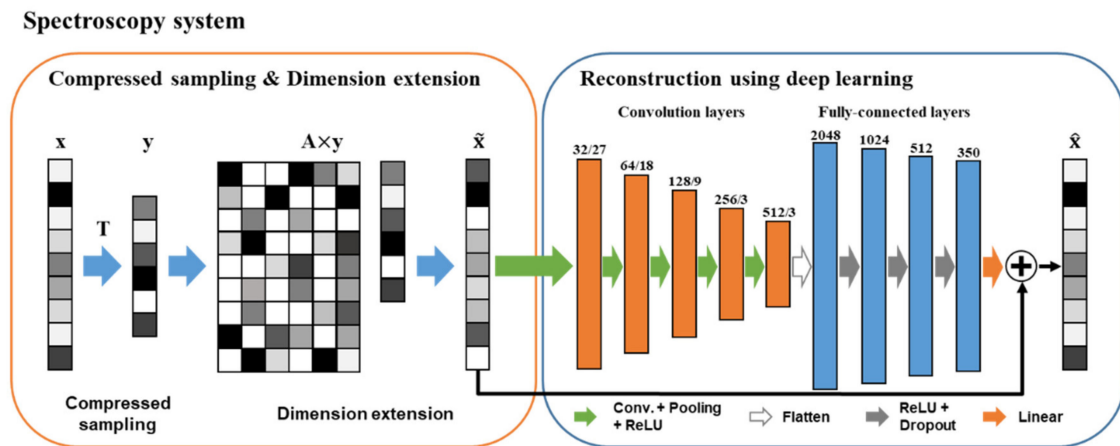 Spectroscopy system
Compressed sampling & Dimension extension
x
y
A×y
x̃
T
Compressed
sampling
Dimension extension
Reconstruction using deep learning
Convolution layers
Fully-connected layers
32/27
64/18
128/9
256/3
512/3
2048
1024
512
350
x̂
+
Conv. + Pooling
+ ReLU
Flatten
ReLU +
Dropout
Linear